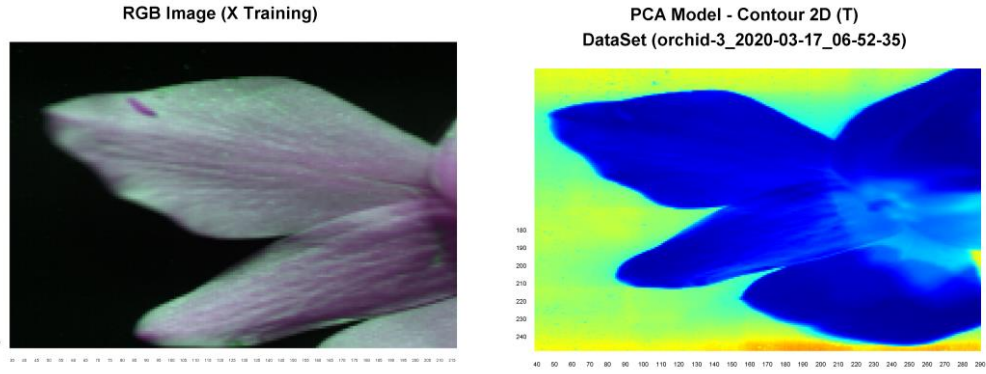 RGB Image (X Training)
PCA Model - Contour 2D (T)
DataSet (orchid-3_2020-03-17_06-52-35)
180
190
200
210
220
230
240
40 50 60 70 80 90 100 110 120 130 140 150 160 170 180 190 200 210 220 230 240 250 260 270 280 290